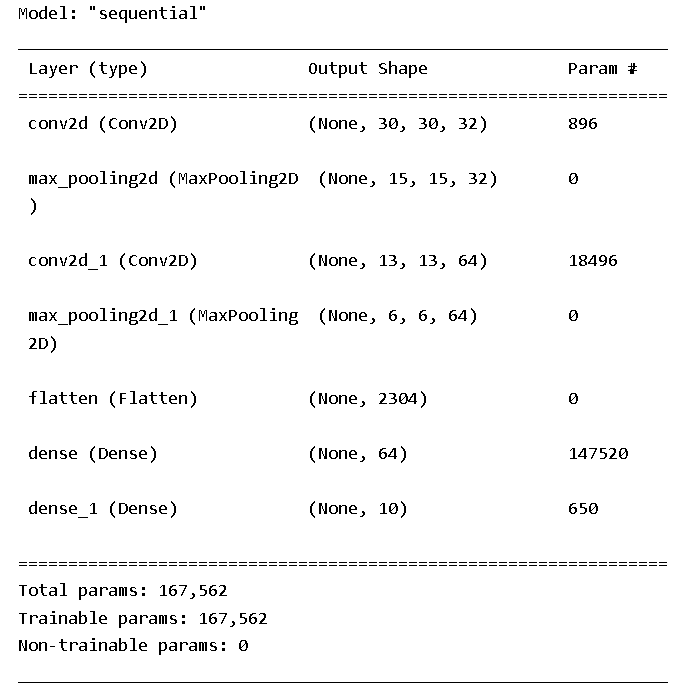 Model: "sequential"
Layer (type) Output Shape Param #
=================================================================
conv2d (Conv2D) (None, 30, 30, 32) 896
max_pooling2d (MaxPooling2D (None, 15, 15, 32) 0
)
conv2d_1 (Conv2D) (None, 13, 13, 64) 18496
max_pooling2d_1 (MaxPooling (None, 6, 6, 64) 0
2D)
flatten (Flatten) (None, 2304) 0
dense (Dense) (None, 64) 147520
dense_1 (Dense) (None, 10) 650
=================================================================
Total params: 167,562
Trainable params: 167,562
Non-trainable params: 0